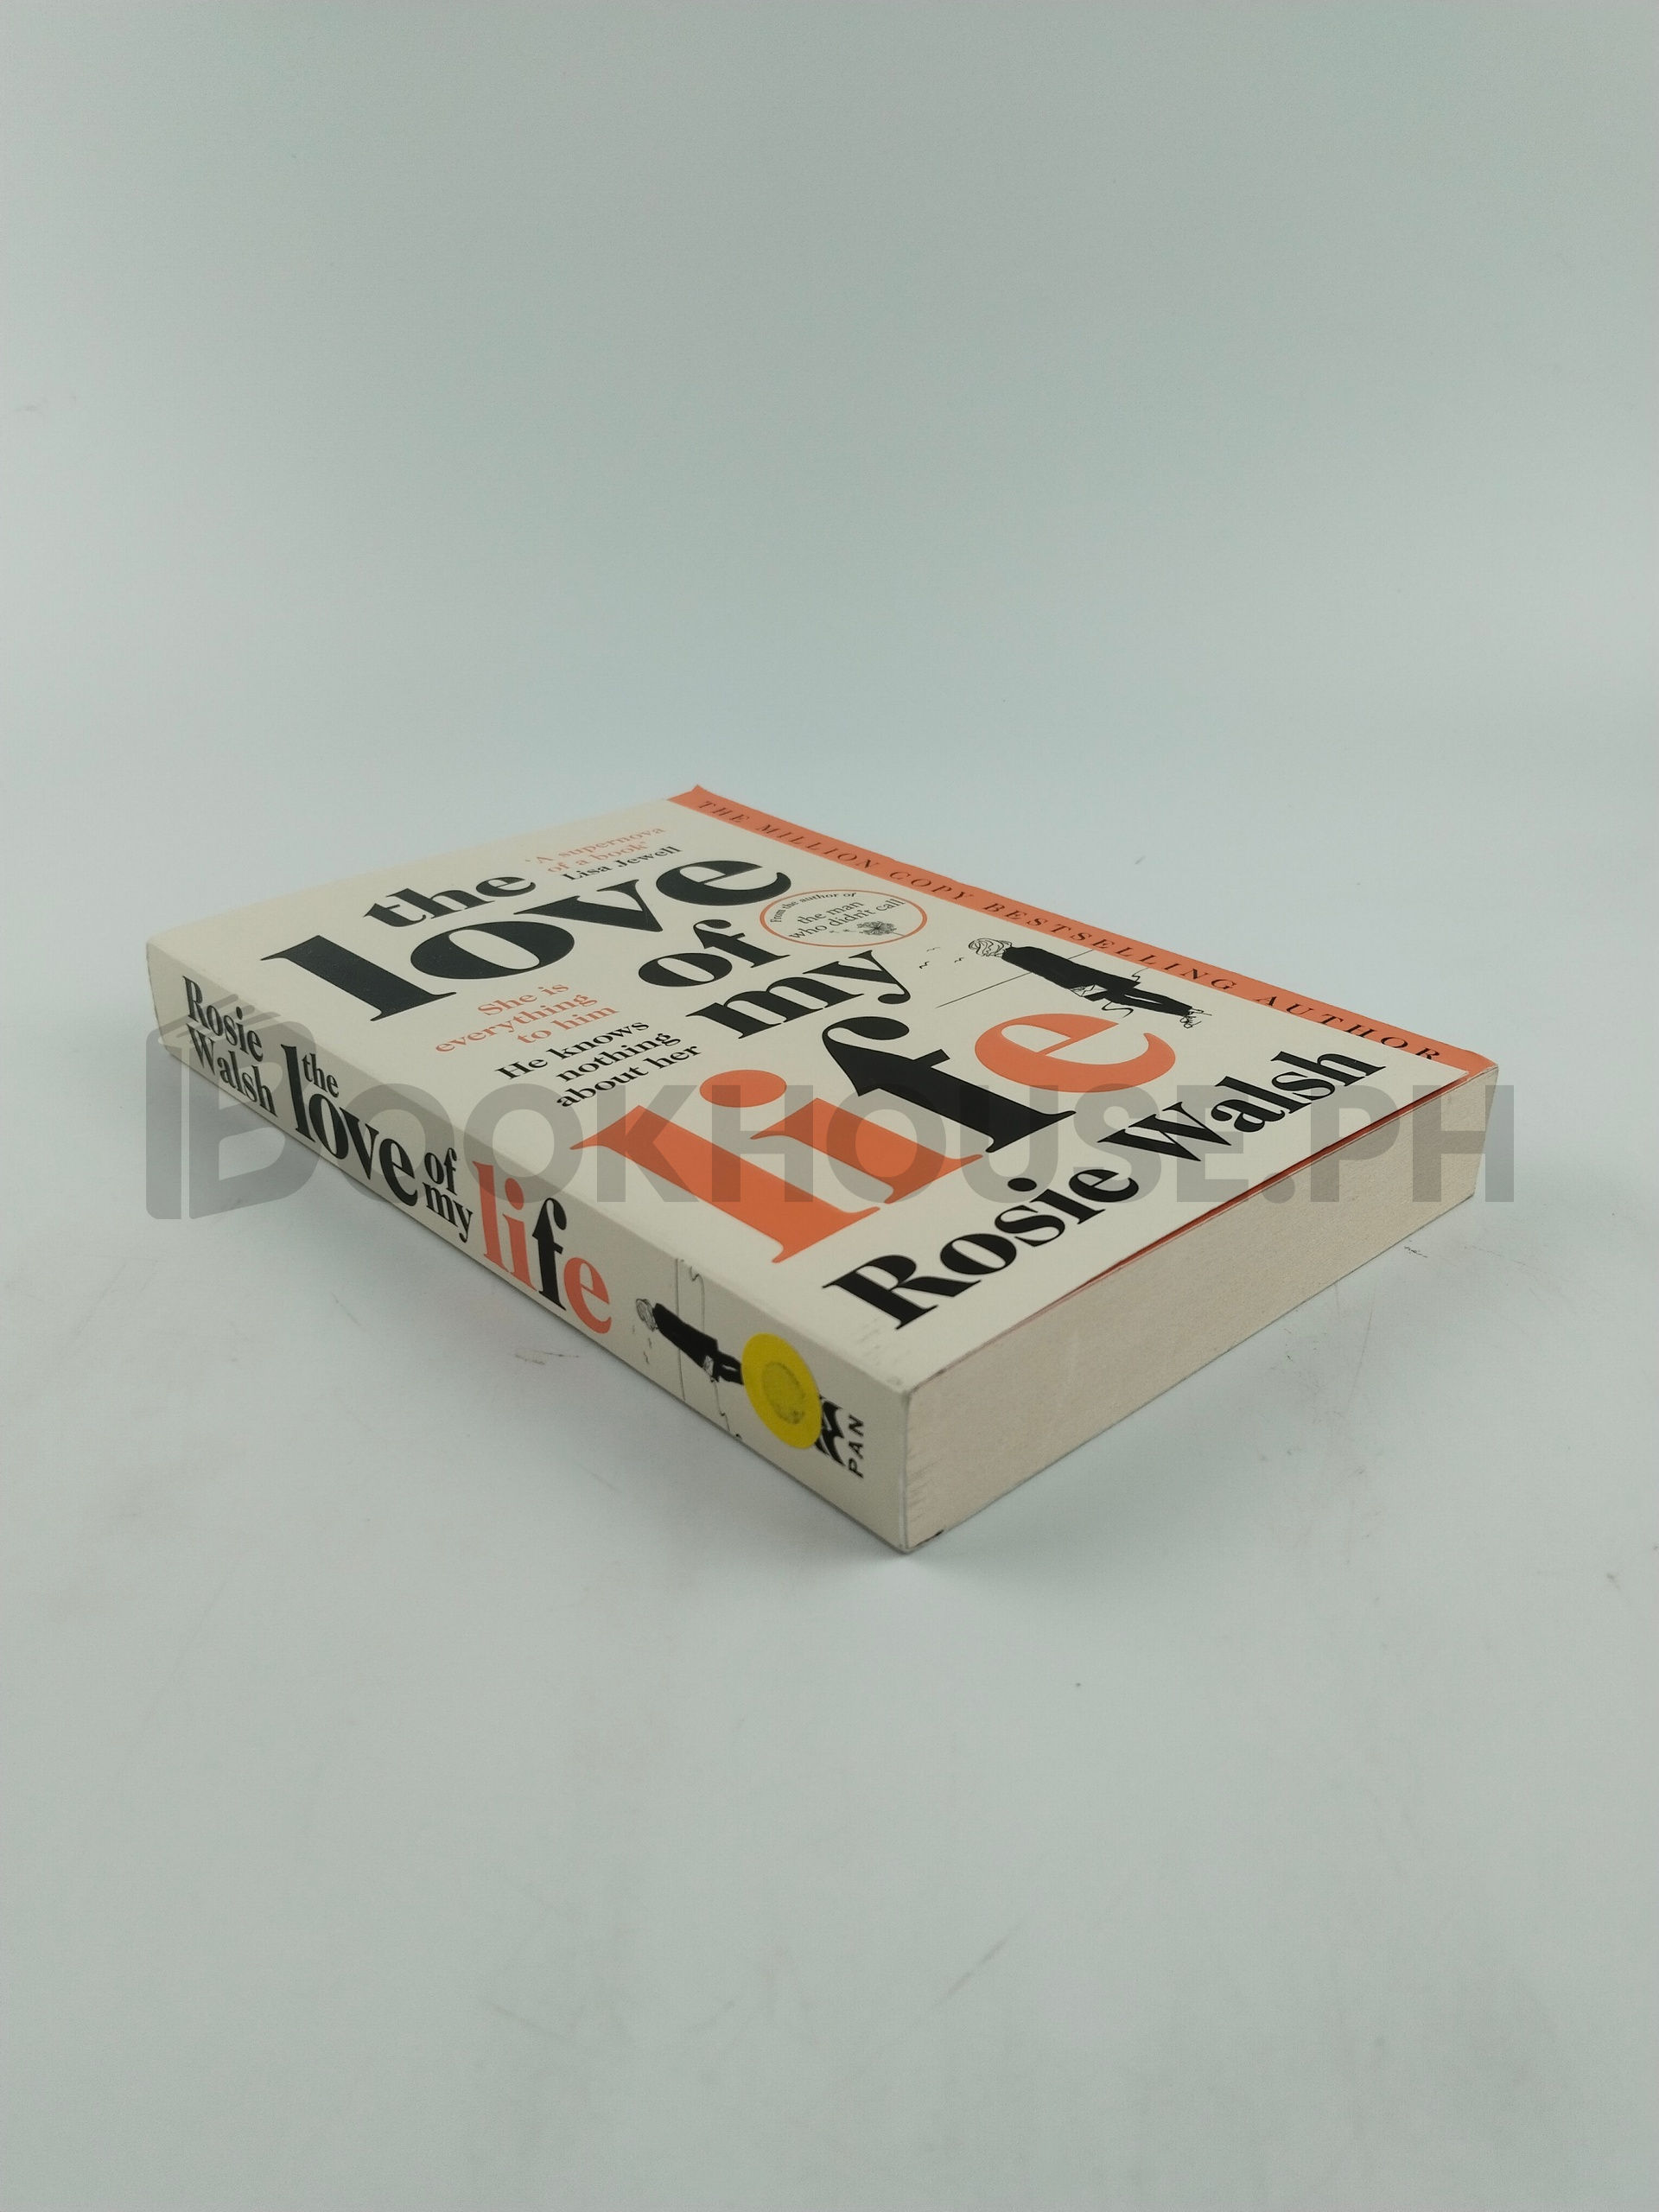 THE MILLION COPY BESTSELLING AUTHOR
'A supernova
of a book'
Lisa Jewell
the
love
of
my
life
From the author of
the man
who didn't call
She is
everything
to him
He knows
nothing
about her
Rosie Walsh
Rosie
Walsh
the
love
of
my
life
PAN
BOOKHOUSE.PH